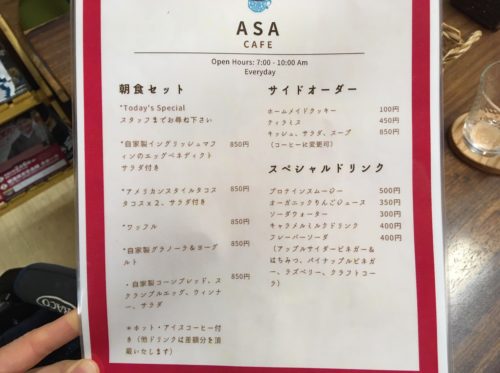 ASA
CAFE
Open Hours: 7:00 - 10:00 Am
Everyday
朝食セット
*Today's Special
スタッフまでお尋ね下さい
*自家製イングリッシュマフィンのエッグベネディクト
サラダ付き 850円
*アメリカンスタイルタコス
タコスx2、サラダ付き 850円
*ワッフル 850円
*自家製グラノーラ&ヨーグルト 850円
・自家製コーンブレッド、スクランブルエッグ、ウィンナー、サラダ 850円
*ホット・アイスコーヒー付き(他ドリンクは差額分を頂戴いたします)
サイドオーダー
ホームメイドクッキー 100円
ティラミス 450円
キッシュ、サラダ、スープ 850円
(コーヒーに変更可)
スペシャルドリンク
プロテインスムージー 500円
オーガニックりんごジュース 350円
ソーダウォーター 300円
キャラメルミルクドリンク 400円
フレーバーソーダ 400円
(アップルサイダービネガー&
はちみつ、パイナップルビネガ
ー、ラズベリー、クラフトコー
ラ)